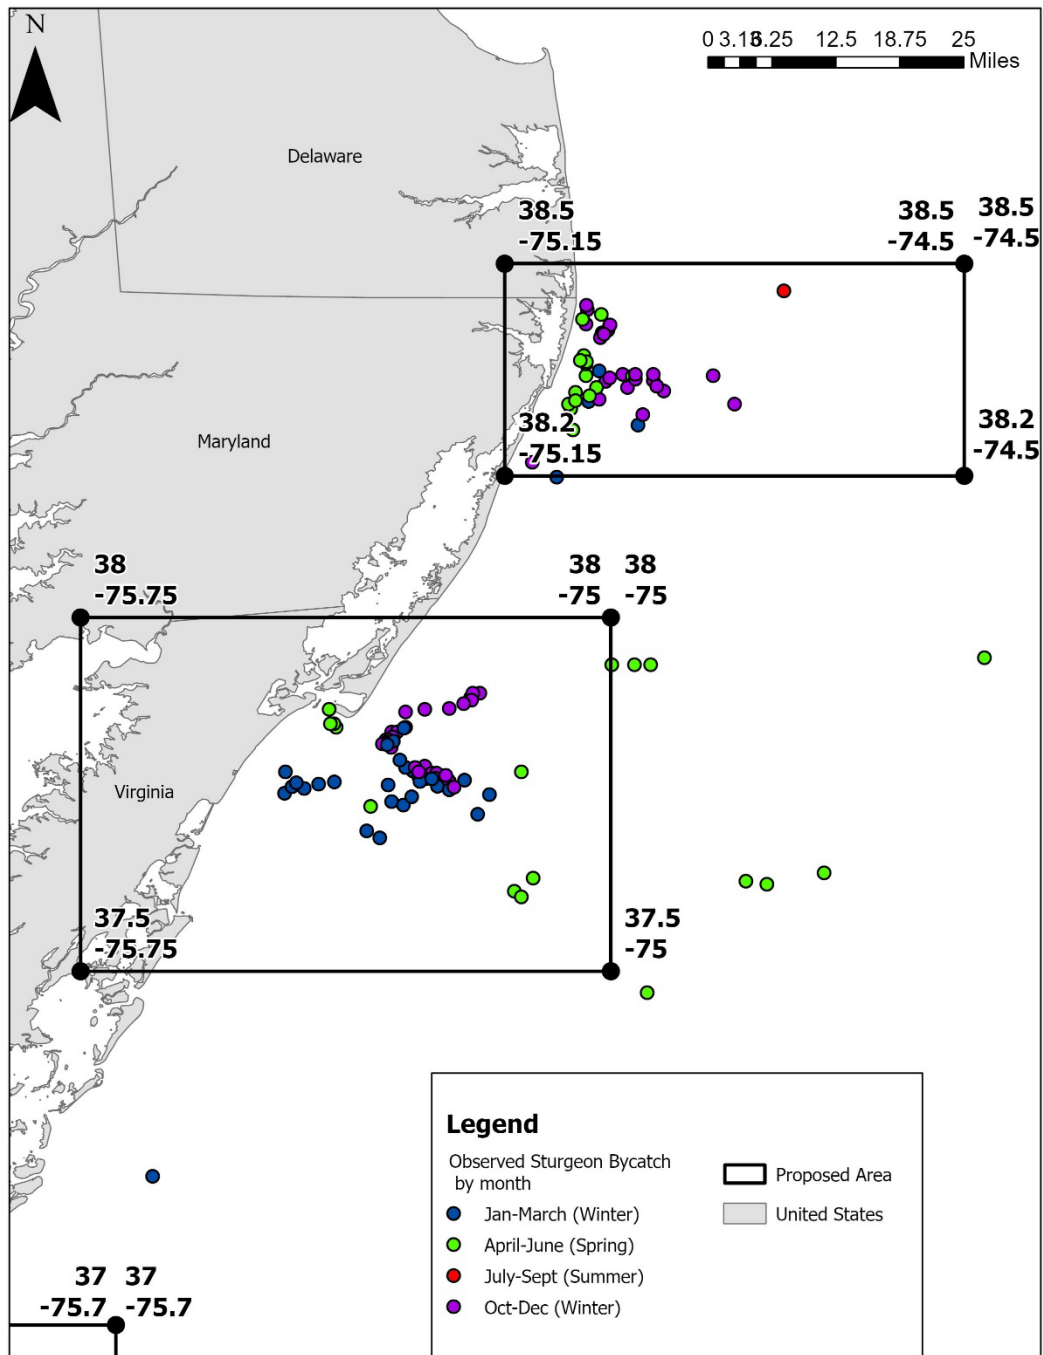 N
0 3.13 6.25 12.5 18.75 25
Miles
Delaware
38.5
-75.15
38.5
-74.5
38.5
-74.5
Maryland
38.2
-75.15
38.2
-74.5
38
-75.75
38
-75
38
-75
Virginia
37.5
-75.75
37.5
-75
Legend
Observed Sturgeon Bycatch
by month
Jan-March (Winter)
April-June (Spring)
July-Sept (Summer)
Oct-Dec (Winter)
Proposed Area
United States
37
-75.7
37
-75.7